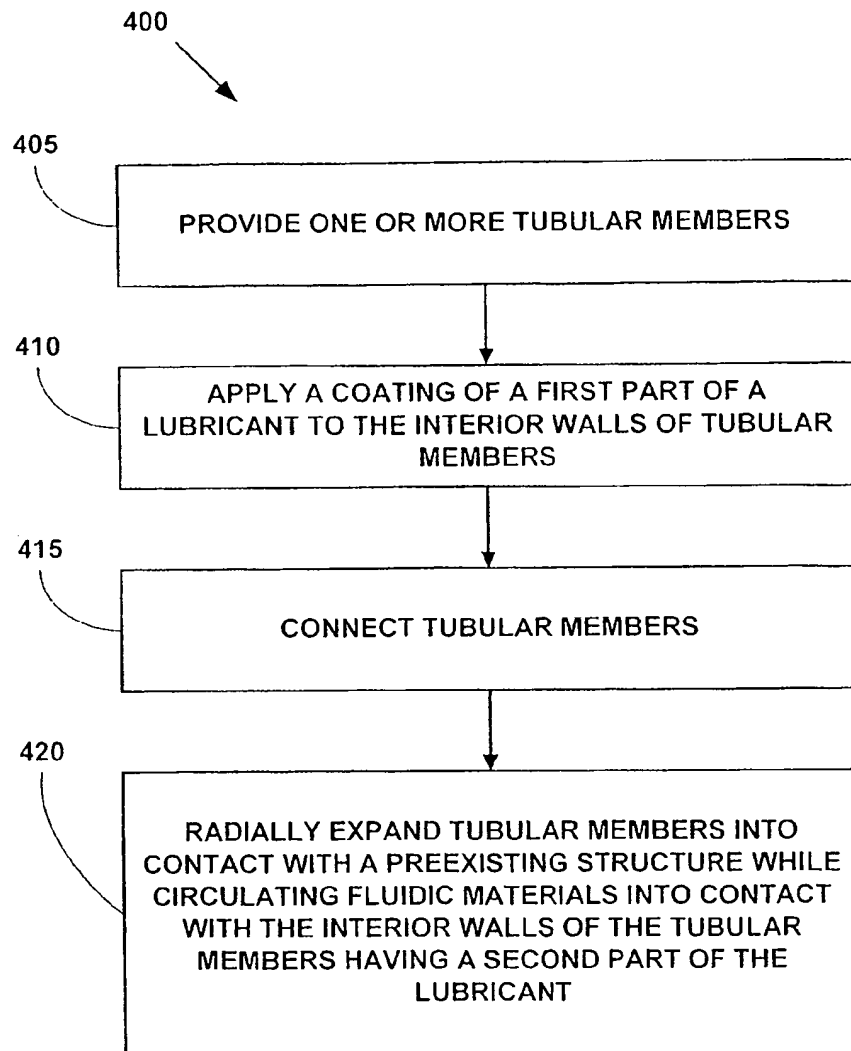 400
405
PROVIDE ONE OR MORE TUBULAR MEMBERS
410
APPLY A COATING OF A FIRST PART OF A
LUBRICANT TO THE INTERIOR WALLS OF TUBULAR
MEMBERS
415
CONNECT TUBULAR MEMBERS
420
RADIALLY EXPAND TUBULAR MEMBERS INTO
CONTACT WITH A PREEXISTING STRUCTURE WHILE
CIRCULATING FLUIDIC MATERIALS INTO CONTACT
WITH THE INTERIOR WALLS OF THE TUBULAR
MEMBERS HAVING A SECOND PART OF THE
LUBRICANT